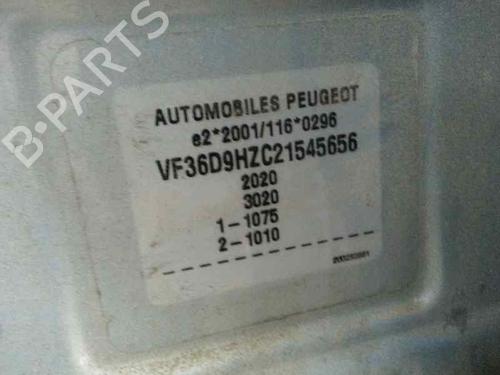 B-PARTS
AUTOMOBILES PEUGEOT
e2*2001/116*0296
VF36D9HZC21545656
2020
3020
1-1075
2-1010